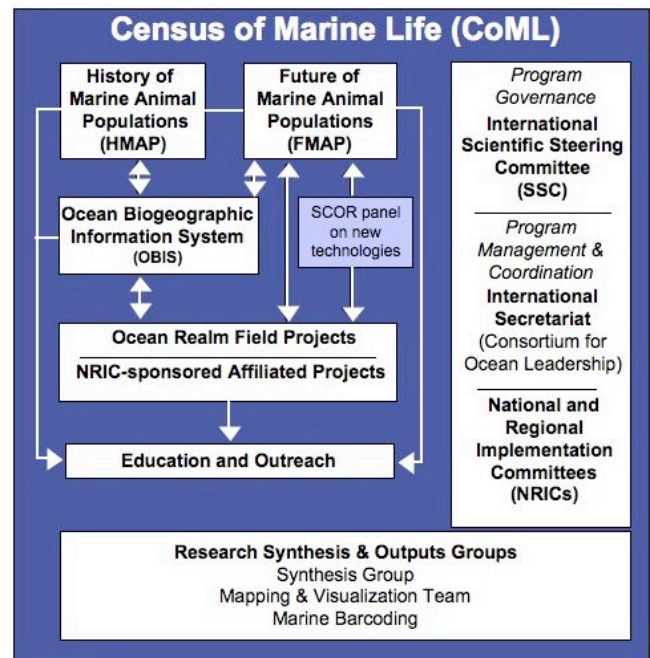 Census of Marine Life (CoML)
History of
Marine Animal
Populations
(HMAP)
Future of
Marine Animal
Populations
(FMAP)
Ocean Biogeographic
Information System
(OBIS)
SCOR panel
on new
technologies
Ocean Realm Field Projects
NRIC-sponsored Affiliated Projects
Education and Outreach
Program
Governance
International
Scientific Steering
Committee
(SSC)
Program
Management &
Coordination
International
Secretariat
(Consortium for
Ocean Leadership)
National and
Regional
Implementation
Committees
(NRICs)
Research Synthesis & Outputs Groups
Synthesis Group
Mapping & Visualization Team
Marine Barcoding